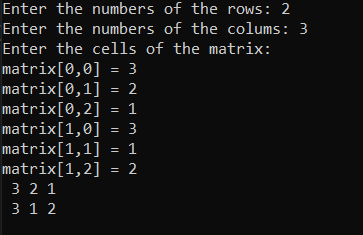 Enter the numbers of the rows: 2
Enter the numbers of the colums: 3
Enter the cells of the matrix:
matrix[0,0] = 3
matrix[0,1] = 2
matrix[0,2] = 1
matrix[1,0] = 3
matrix[1,1] = 1
matrix[1,2] = 2
 3 2 1
 3 1 2